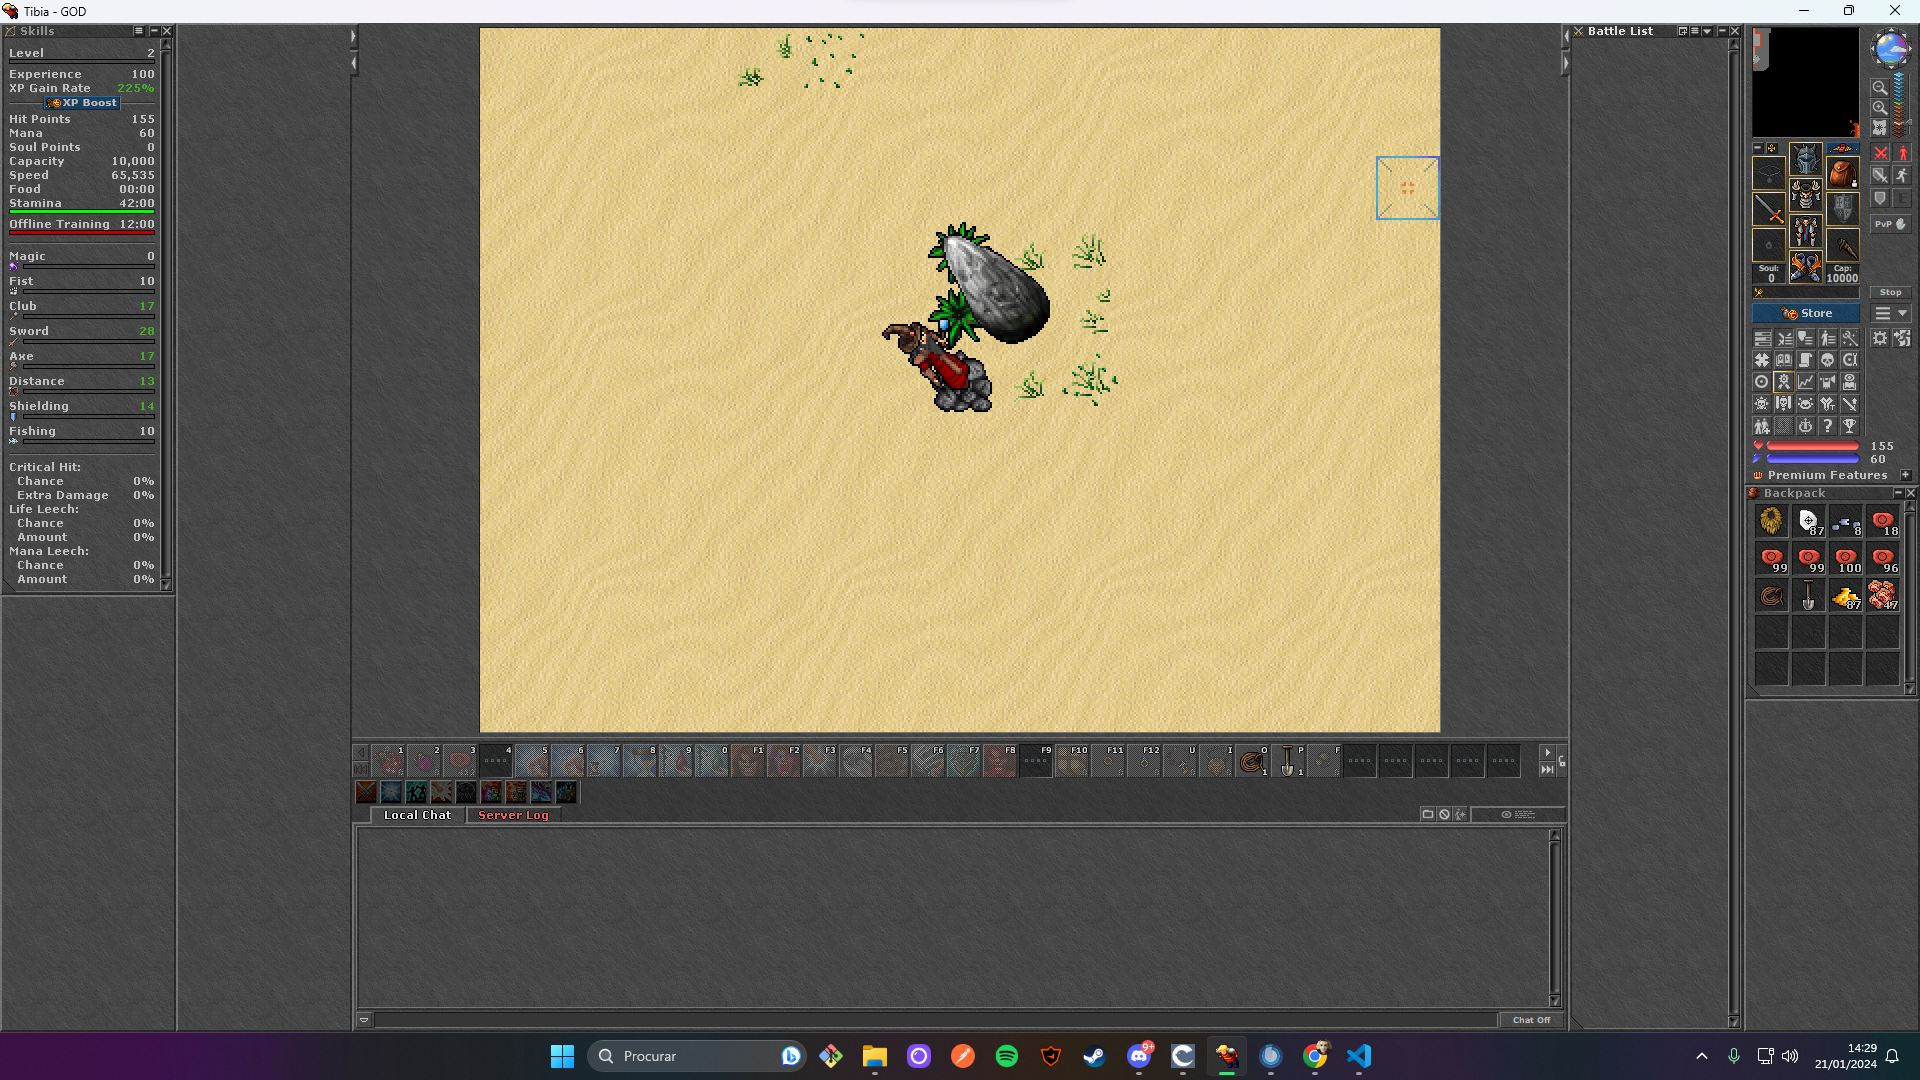 Tibia - GOD
Skills
Level 2
Experience 100
XP Gain Rate 225%
XP Boost
Hit Points 155
Mana 60
Soul Points 0
Capacity 10,000
Speed 65,535
Food 00:00
Stamina 42:00
Offline Training 12:00
Magic 0
Fist 10
Club 17
Sword 28
Axe 17
Distance 13
Shielding 14
Fishing 10
Critical Hit:
Chance 0%
Extra Damage 0%
Life Leech:
Chance 0%
Amount 0%
Mana Leech:
Chance 0%
Amount 0%
Battle List
PvP
Soul: 0
Cap: 10000
Stop
Store
155
60
Premium Features
Backpack
87 8 18
99 99 100 96
87 47
1 2 3 4 5 6 7 8 9 0 F1 F2 F3 F4 F5 F6 F7 F8 F9 F10 F11 F12 U I O P F
1 1
Local Chat Server Log
Chat Off
Procurar
9+
14:29
21/01/2024